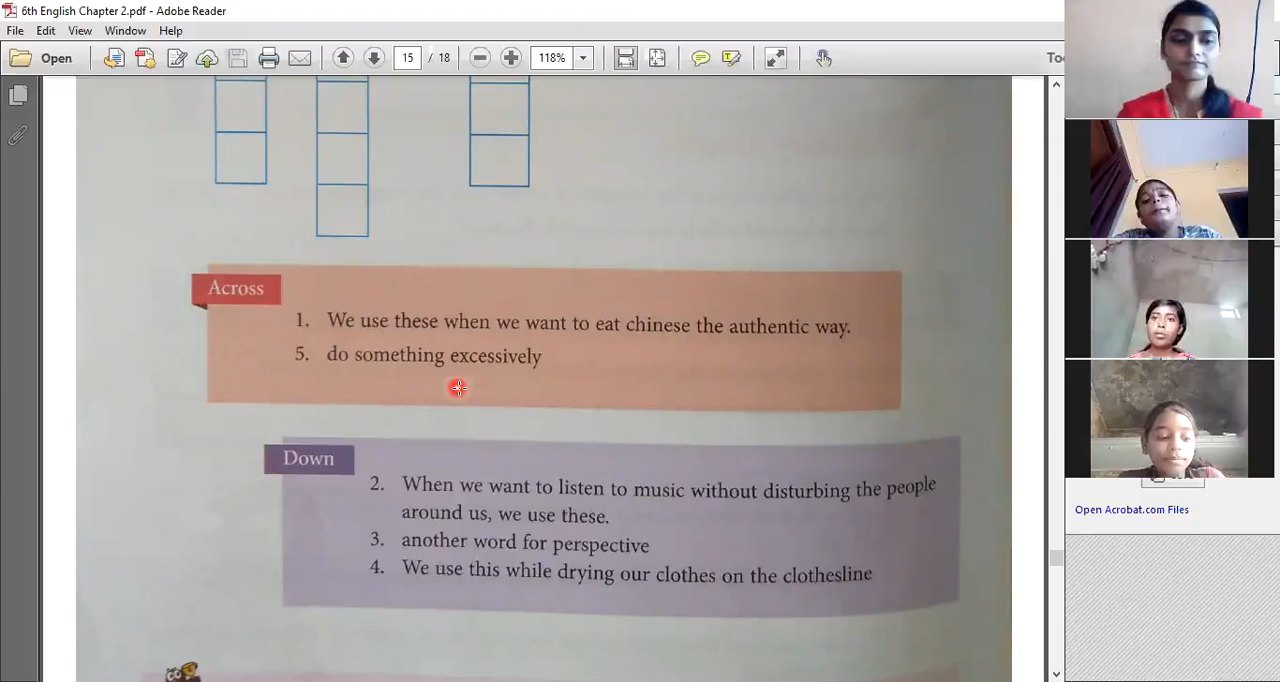 6th English Chapter 2.pdf - Adobe Reader
File Edit View Window Help
Open 15 / 18 118%
Across
1. We use these when we want to eat chinese the authentic way.
5. do something excessively
Down
2. When we want to listen to music without disturbing the people
around us, we use these.
3. another word for perspective
4. We use this while drying our clothes on the clothesline
Open Acrobat.com Files